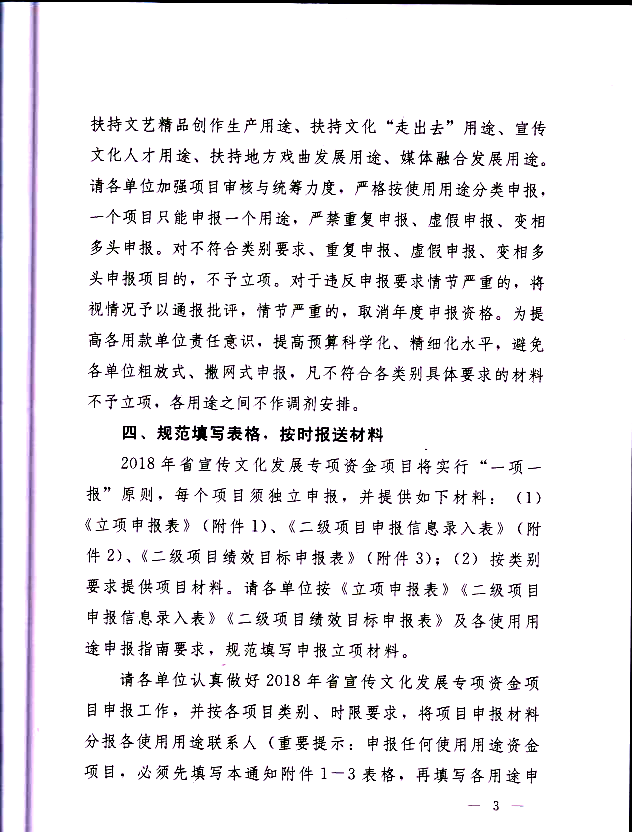 扶持文艺精品创作生产用途、扶持文化“走出去”用途、宣传
文化人才用途、扶持地方戏曲发展用途、媒体融合发展用途。
请各单位加强项目审核与统筹力度，严格按使用用途分类申报，
一个项目只能申报一个用途，严禁重复申报、虚假申报、变相
多头申报。对不符合类别要求、重复申报、虚假申报、变相多
头申报项目的，不予立项。对于违反申报要求情节严重的，将
视情况予以通报批评，情节严重的，取消年度申报资格。为提
高各用款单位责任意识，提高预算科学化、精细化水平，避免
各单位粗放式、撒网式申报，凡不符合各类别具体要求的材料
不予立项，各用途之间不作调剂安排。
四、规范填写表格，按时报送材料
2018年省宣传文化发展专项资金项目将实行“一项一
报”原则，每个项目须独立申报，并提供如下材料：（1）
《立项申报表》（附件1）、《二级项目申报信息录入表》（附
件2）、《二级项目绩效目标申报表》（附件3）；（2）按类别
要求提供项目材料。请各单位按《立项申报表》《二级项目
申报信息录入表》《二级项目绩效目标申报表》及各使用用
途申报指南要求，规范填写申报立项材料。
请各单位认真做好2018年省宣传文化发展专项资金项
目申报工作，并按各项目类别、时限要求，将项目申报材料
分报各使用用途联系人（重要提示：申报任何使用用途资金
项目，必须先填写本通知附件1－3表格，再填写各用途申
— 3 —